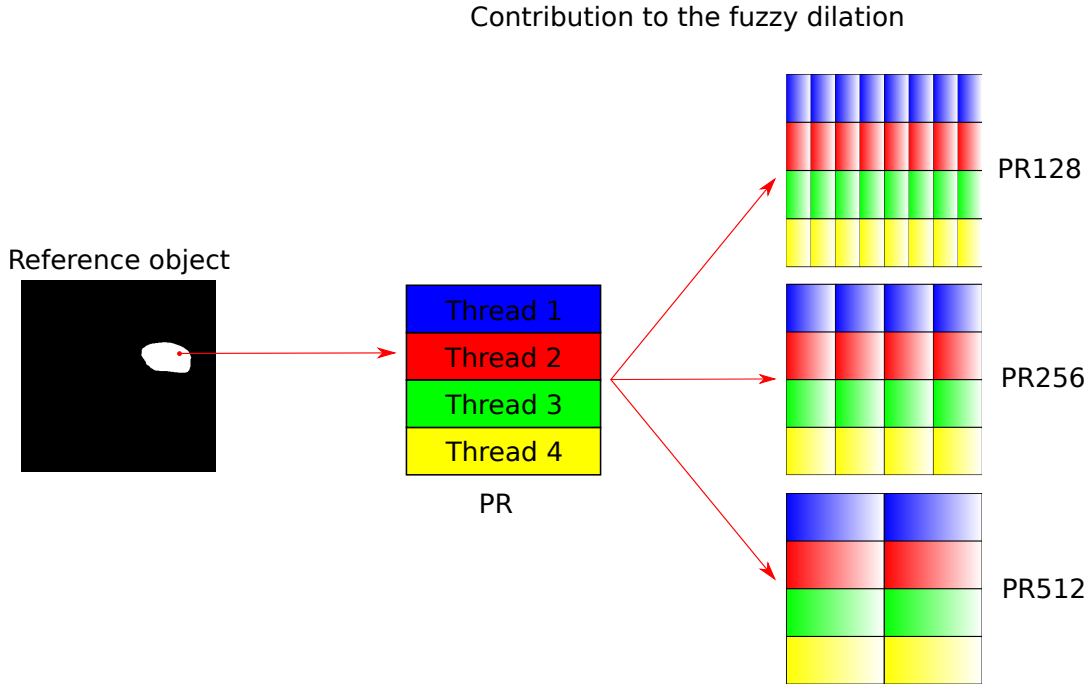 Contribution to the fuzzy dilation
PR128
Reference object
Thread 1
Thread 2
Thread 3
Thread 4
PR
PR256
PR512